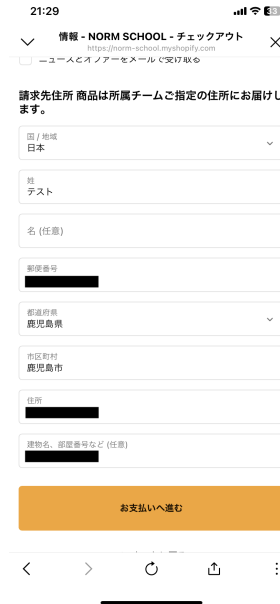 21:29
33
情報 - NORM SCHOOL - チェックアウト
https://norm-school.myshopify.com
ニュースとオファーをメールで受け取る
請求先住所 商品は所属チームご指定の住所にお届けし
ます。
国 / 地域
日本
姓
テスト
名 (任意)
郵便番号
都道府県
鹿児島県
市区町村
鹿児島市
住所
建物名、部屋番号など (任意)
お支払いへ進む